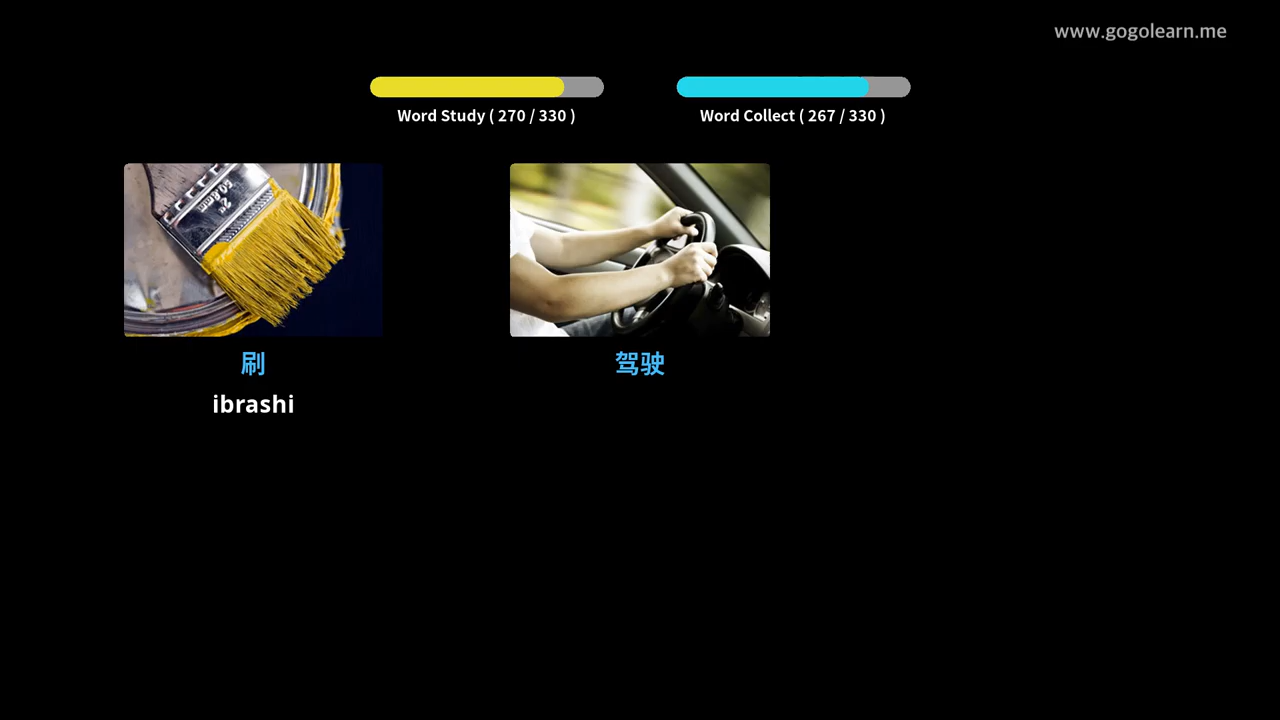 www.gogolearn.me
Word Study ( 270 / 330 )
Word Collect ( 267 / 330 )
刷
驾驶
ibrashi